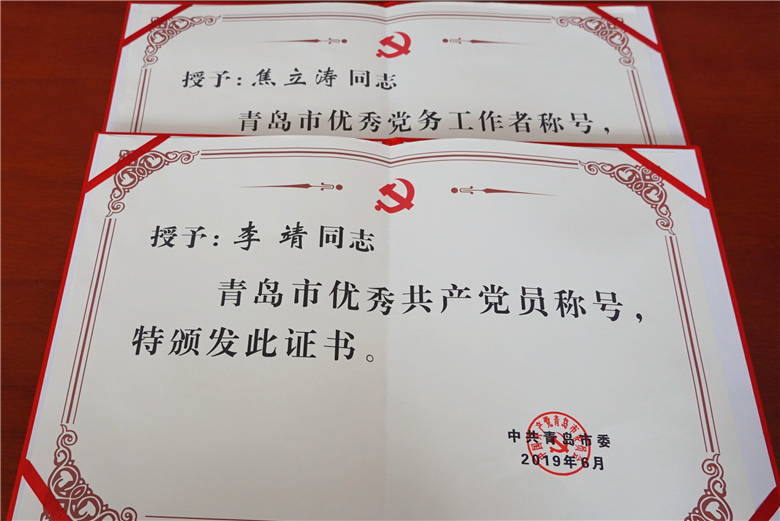 授予：焦立涛同志
青岛市优秀党务工作者称号，
授予：李靖同志
青岛市优秀共产党员称号，
特颁发此证书。
中共青岛市委
2019年6月